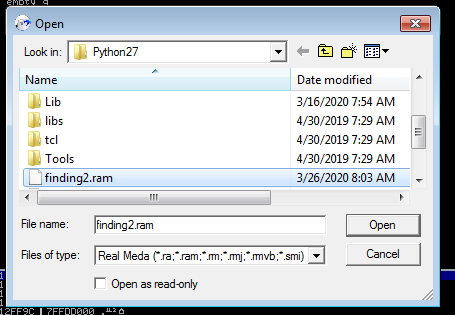 empty g
Open
Look in: Python27
Name Date modified
Lib 3/16/2020 7:54 AM
libs 4/30/2019 7:29 AM
tcl 4/30/2019 7:29 AM
Tools 4/30/2019 7:29 AM
finding2.ram 3/26/2020 8:03 AM
File name: finding2.ram Open
Files of type: Real Meda (*.ra;*.ram;*.rm;*.rmj;*.rmvb;*.smi) Cancel
Open as read-only
12FF9C 7FFDD000